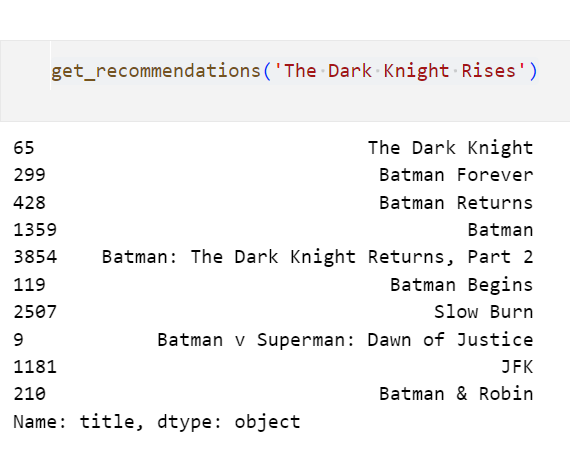 get_recommendations('The Dark Knight Rises')
65 The Dark Knight
299 Batman Forever
428 Batman Returns
1359 Batman
3854 Batman: The Dark Knight Returns, Part 2
119 Batman Begins
2507 Slow Burn
9 Batman v Superman: Dawn of Justice
1181 JFK
210 Batman & Robin
Name: title, dtype: object